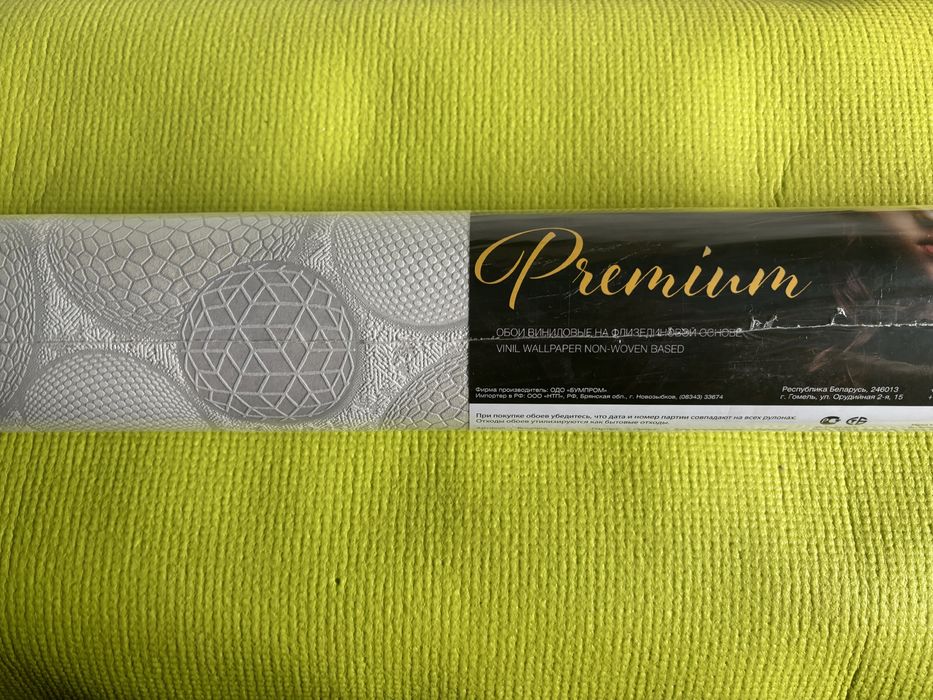 Premium
ОБОИ ВИНИЛОВЫЕ НА ФЛИЗЕЛИНОВОЙ ОСНОВЕ
VINIL WALLPAPER NON-WOVEN BASED
Фирма производитель: ОДО «БУМПРОМ»
Импортер в РФ: ООО «НТП», РФ, Брянская обл., г. Новозыбков, (08343) 33674
Республика Беларусь, 246013
г. Гомель, ул. Орудийная 2-я, 15
При покупке обоев убедитесь, что дата и номер партии совпадают на всех рулонах.
Отходы обоев утилизируются как бытовые отходы.